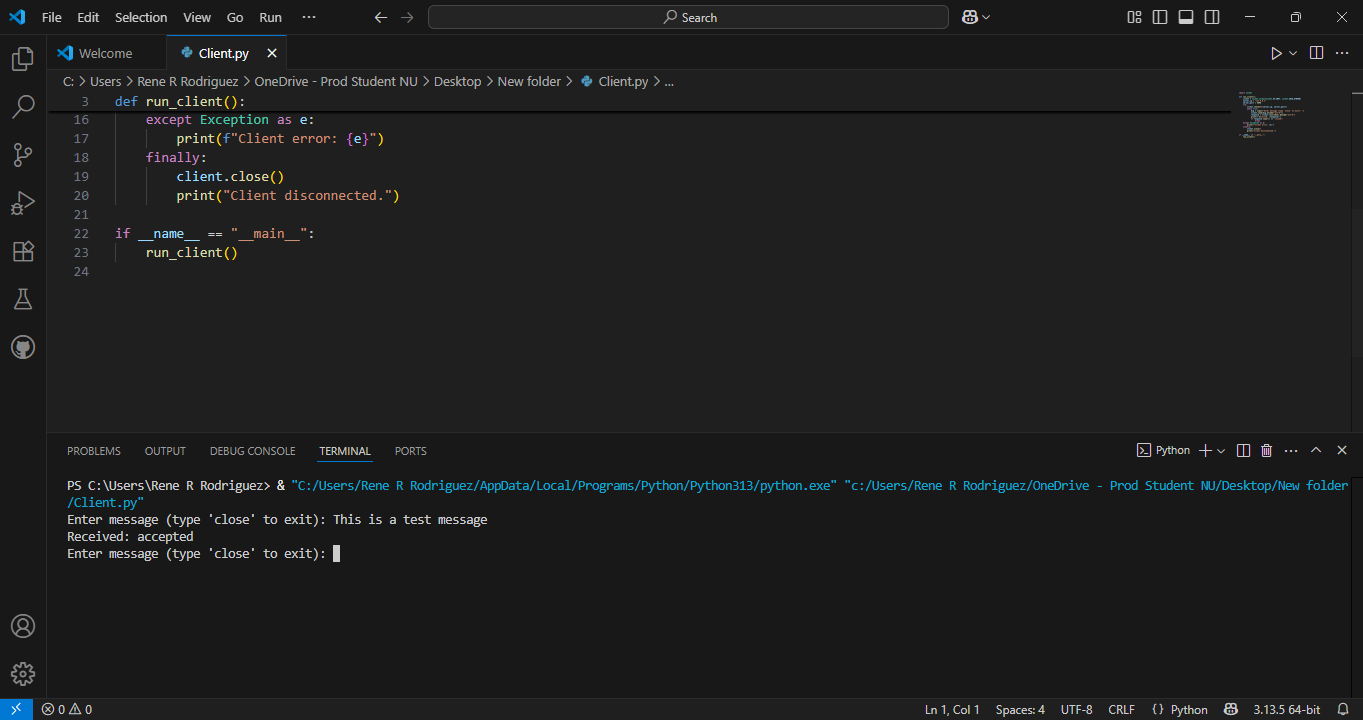 File Edit Selection View Go Run ··· Search
Welcome Client.py
C: > Users > Rene R Rodriguez > OneDrive - Prod Student NU > Desktop > New folder > Client.py > ...
3 def run_client():
16 except Exception as e:
17 print(f"Client error: {e}")
18 finally:
19 client.close()
20 print("Client disconnected.")
21
22 if __name__ == "__main__":
23 run_client()
24
PROBLEMS OUTPUT DEBUG CONSOLE TERMINAL PORTS Python
PS C:\Users\Rene R Rodriguez> & "C:/Users/Rene R Rodriguez/AppData/Local/Programs/Python/Python313/python.exe" "c:/Users/Rene R Rodriguez/OneDrive - Prod Student NU/Desktop/New folder
/Client.py"
Enter message (type 'close' to exit): This is a test message
Received: accepted
Enter message (type 'close' to exit):
0 0 Ln 1, Col 1 Spaces: 4 UTF-8 CRLF {} Python 3.13.5 64-bit